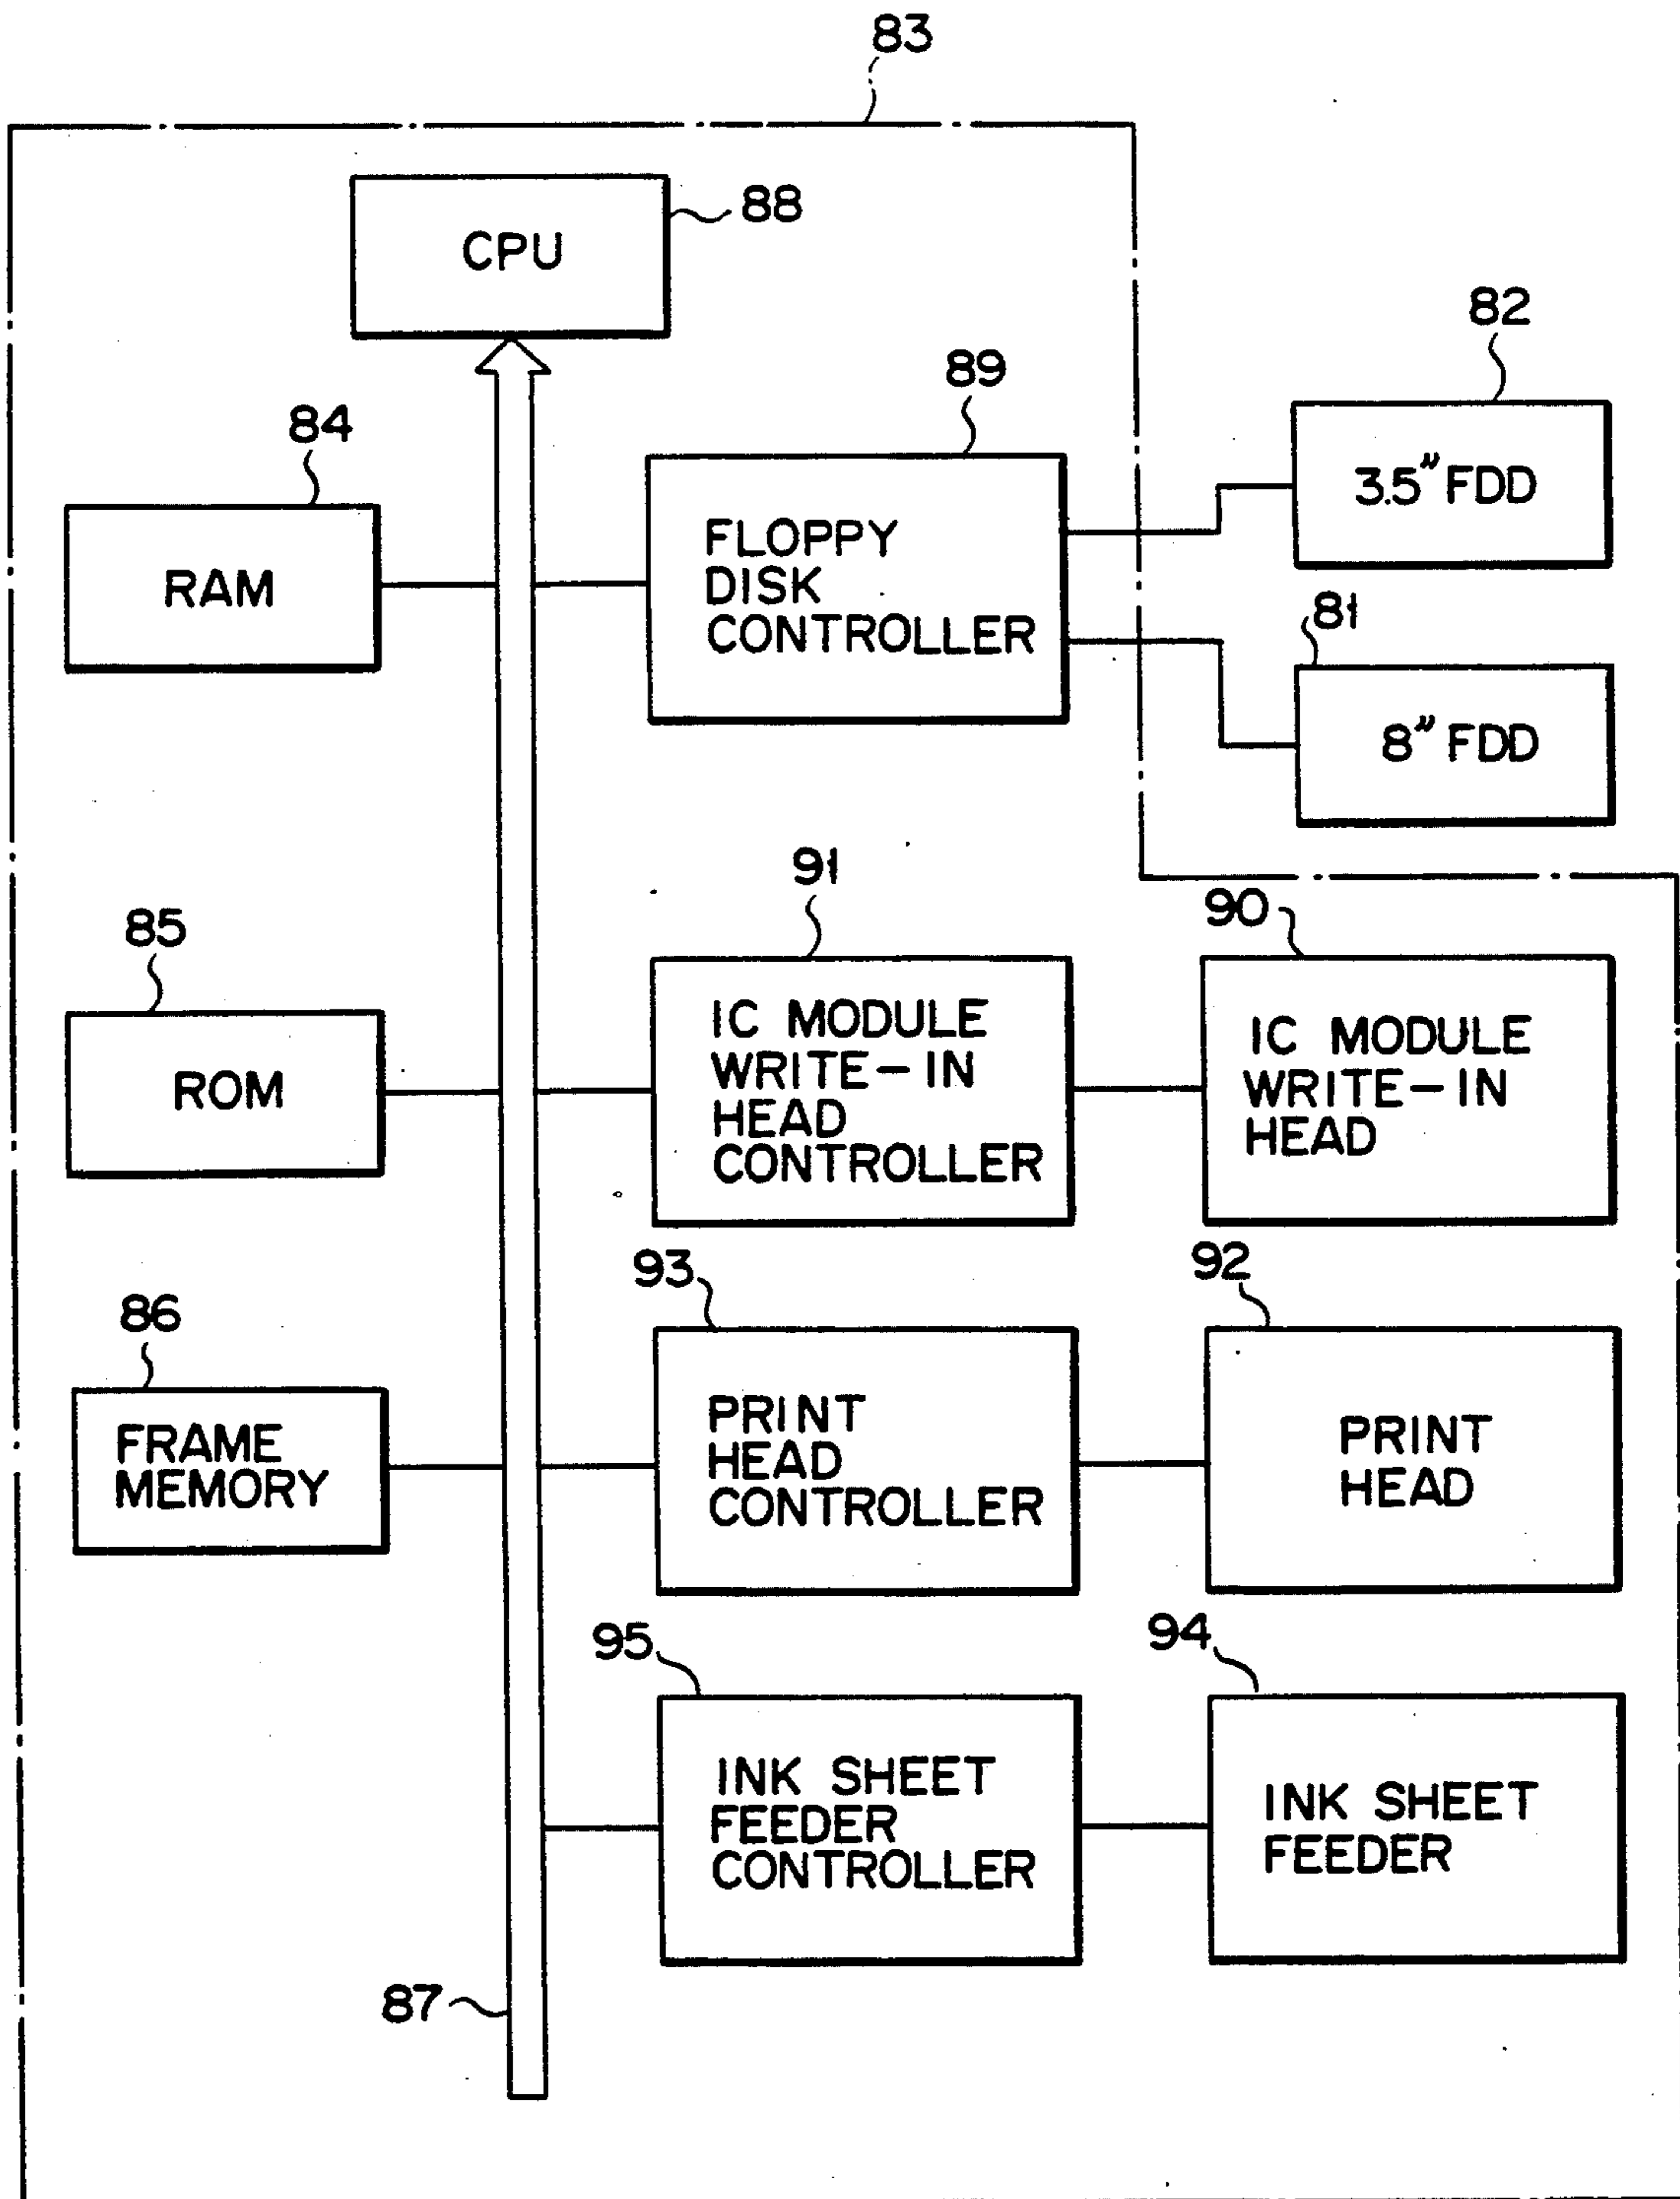 83
CPU
88
82
89
84
3.5" FDD
FLOPPY
DISK
CONTROLLER
RAM
81
8" FDD
91
90
85
IC MODULE
WRITE-IN
HEAD
CONTROLLER
IC MODULE
WRITE-IN
HEAD
ROM
93
92
86
PRINT
HEAD
CONTROLLER
PRINT
HEAD
FRAME
MEMORY
95
94
INK SHEET
FEEDER
CONTROLLER
INK SHEET
FEEDER
87